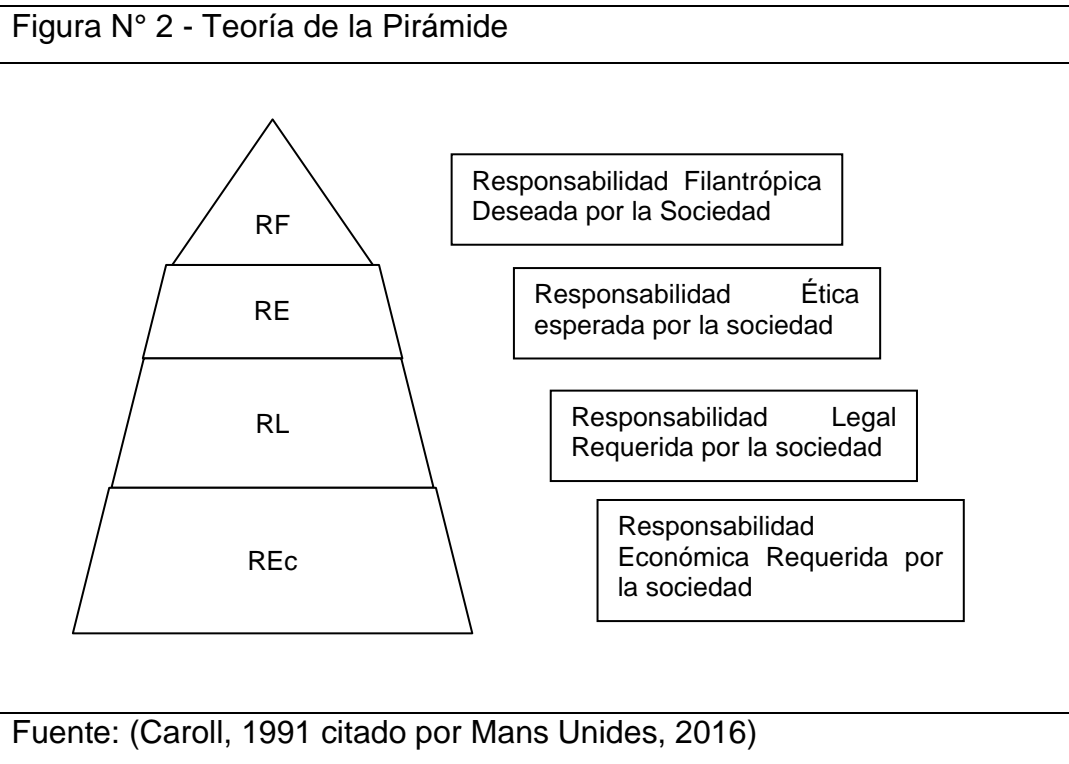 Figura N° 2 - Teoría de la Pirámide
RF
Responsabilidad Filantrópica
Deseada por la Sociedad
RE
Responsabilidad Ética
esperada por la sociedad
RL
Responsabilidad Legal
Requerida por la sociedad
REc
Responsabilidad
Económica Requerida por
la sociedad
Fuente: (Caroll, 1991 citado por Mans Unides, 2016)